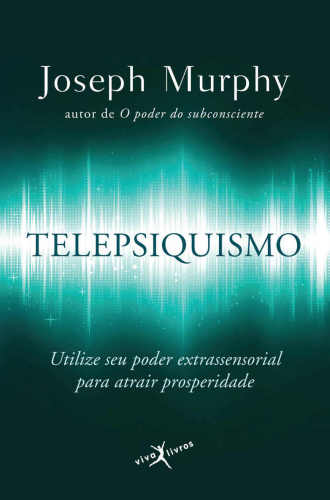 Joseph Murphy
autor de O poder do subconsciente
TELEPSIQUISMO
Utilize seu poder extrassensorial
para atrair prosperidade
viva livros